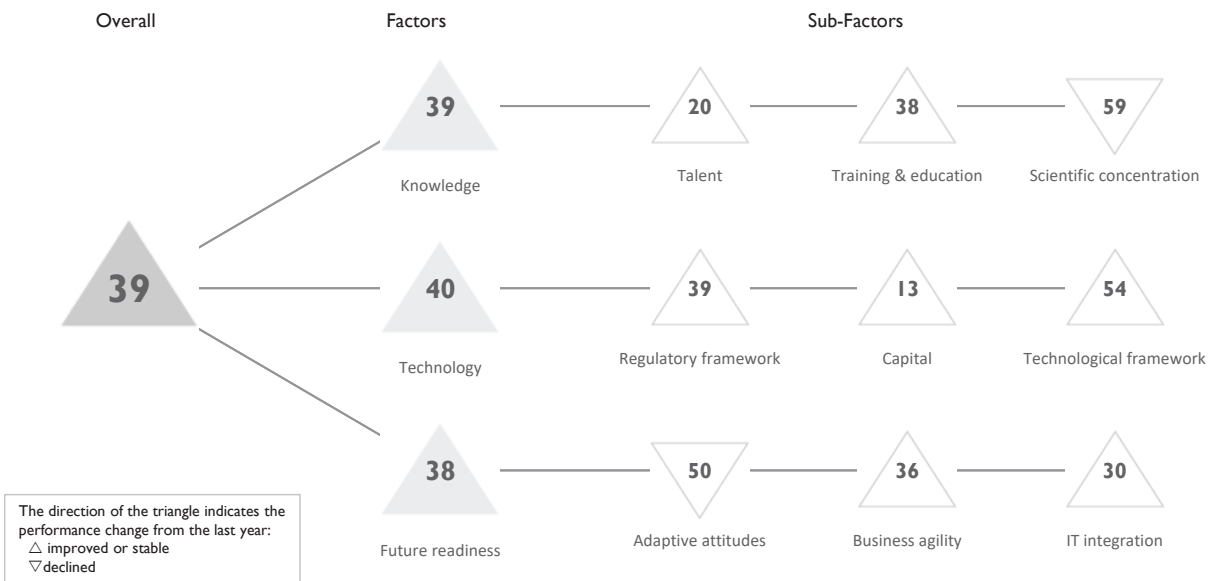 Overall
Factors
Sub-Factors
39
20
38
59
Knowledge
Talent
Training & education
Scientific concentration
39
40
39
13
54
Technology
Regulatory framework
Capital
Technological framework
38
50
36
30
Future readiness
Adaptive attitudes
Business agility
IT integration
The direction of the triangle indicates the
performance change from the last year:
△ improved or stable
▽ declined